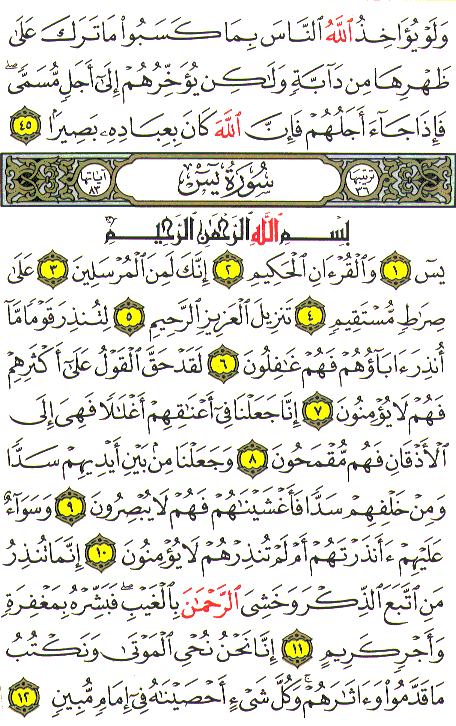 وَلَوْ يُؤَاخِذُ ٱللَّهُ ٱلنَّاسَ بِمَا كَسَبُوا۟ مَا تَرَكَ عَلَىٰ
ظَهْرِهَا مِن دَآبَّةٍ وَلَٰكِن يُؤَخِّرُهُمْ إِلَىٰٓ أَجَلٍ مُّسَمًّى ۖ
فَإِذَا جَآءَ أَجَلُهُمْ فَإِنَّ ٱللَّهَ كَانَ بِعِبَادِهِۦ بَصِيرًۢا ٤٥
ترتيبها ٣٦ سُورَةُ يسٓ آياتها ٨٣
بِسْمِ ٱللَّهِ ٱلرَّحْمَٰنِ ٱلرَّحِيمِ
يسٓ ١ وَٱلْقُرْءَانِ ٱلْحَكِيمِ ٢ إِنَّكَ لَمِنَ ٱلْمُرْسَلِينَ ٣ عَلَىٰ
صِرَٰطٍ مُّسْتَقِيمٍ ٤ تَنزِيلَ ٱلْعَزِيزِ ٱلرَّحِيمِ ٥ لِتُنذِرَ قَوْمًا مَّآ
أُنذِرَ ءَابَآؤُهُمْ فَهُمْ غَٰفِلُونَ ٦ لَقَدْ حَقَّ ٱلْقَوْلُ عَلَىٰٓ أَكْثَرِهِمْ
فَهُمْ لَا يُؤْمِنُونَ ٧ إِنَّا جَعَلْنَا فِىٓ أَعْنَٰقِهِمْ أَغْلَٰلًا فَهِىَ إِلَى
ٱلْأَذْقَانِ فَهُم مُّقْمَحُونَ ٨ وَجَعَلْنَا مِنۢ بَيْنِ أَيْدِيهِمْ سَدًّا
وَمِنْ خَلْفِهِمْ سَدًّا فَأَغْشَيْنَٰهُمْ فَهُمْ لَا يُبْصِرُونَ ٩ وَسَوَآءٌ
عَلَيْهِمْ ءَأَنذَرْتَهُمْ أَمْ لَمْ تُنذِرْهُمْ لَا يُؤْمِنُونَ ١٠ إِنَّمَا تُنذِرُ
مَنِ ٱتَّبَعَ ٱلذِّكْرَ وَخَشِىَ ٱلرَّحْمَٰنَ بِٱلْغَيْبِ ۖ فَبَشِّرْهُ بِمَغْفِرَةٍ
وَأَجْرٍ كَرِيمٍ ١١ إِنَّا نَحْنُ نُحْىِ ٱلْمَوْتَىٰ وَنَكْتُبُ
مَا قَدَّمُوا۟ وَءَاثَٰرَهُمْ ۚ وَكُلَّ شَىْءٍ أَحْصَيْنَٰهُ فِىٓ إِمَامٍ مُّبِينٍ ١٢